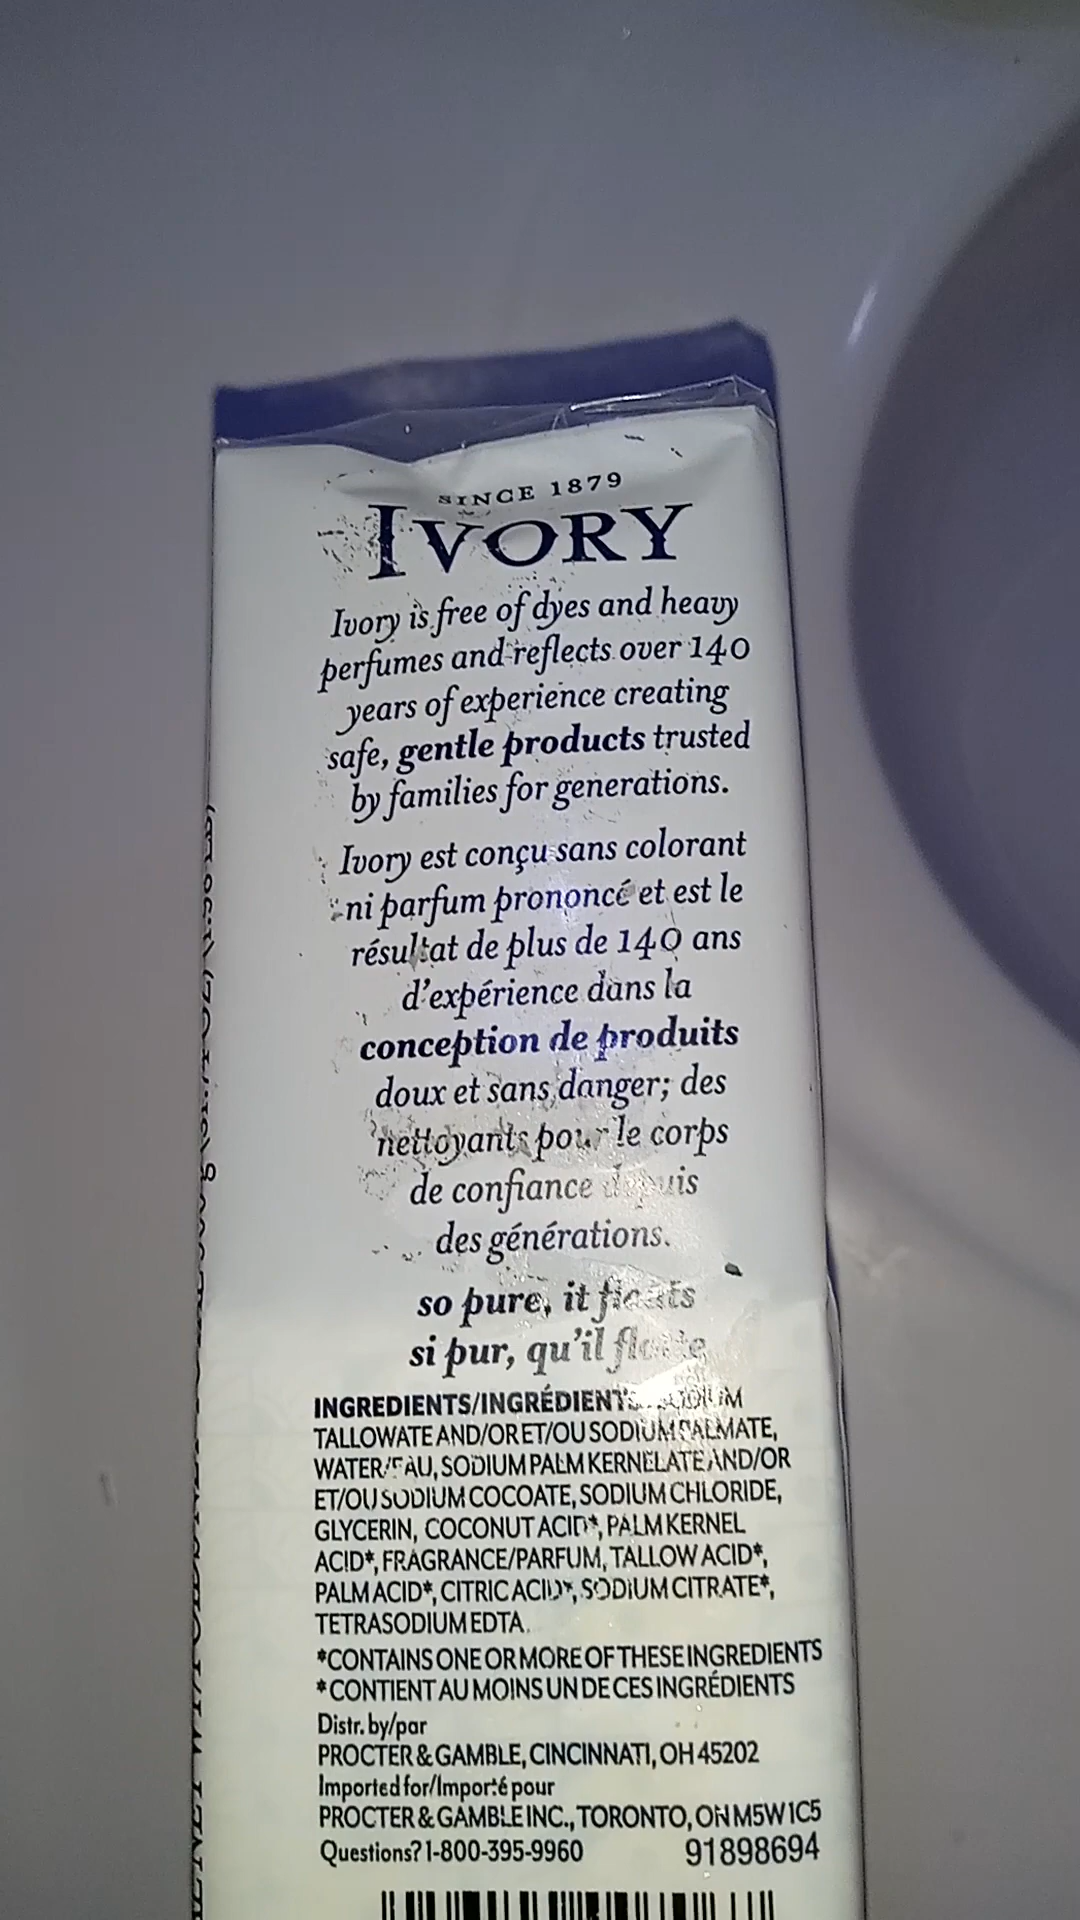 SINCE 1879
IVORY
Ivory is free of dyes and heavy
perfumes and reflects over 140
years of experience creating
safe, gentle products trusted
by families for generations.
Ivory est conçu sans colorant
ni parfum prononcé et est le
résultat de plus de 140 ans
d'expérience dans la
conception de produits
doux et sans danger; des
nettoyants pour le corps
de confiance depuis
des générations.
so pure, it floats
si pur, qu'il flotte
INGREDIENTS/INGRÉDIENTS: SODIUM
TALLOWATE AND/OR ET/OU SODIUM PALMATE,
WATER/EAU, SODIUM PALM KERNELATE AND/OR
ET/OU SODIUM COCOATE, SODIUM CHLORIDE,
GLYCERIN, COCONUT ACID*, PALM KERNEL
ACID*, FRAGRANCE/PARFUM, TALLOW ACID*,
PALM ACID*, CITRIC ACID*, SODIUM CITRATE*,
TETRASODIUM EDTA.
*CONTAINS ONE OR MORE OF THESE INGREDIENTS
*CONTIENT AU MOINS UN DE CES INGRÉDIENTS
Distr. by/par
PROCTER & GAMBLE, CINCINNATI, OH 45202
Imported for/Importé pour
PROCTER & GAMBLE INC., TORONTO, ON M5W 1C5
Questions? 1-800-395-9960 91898694